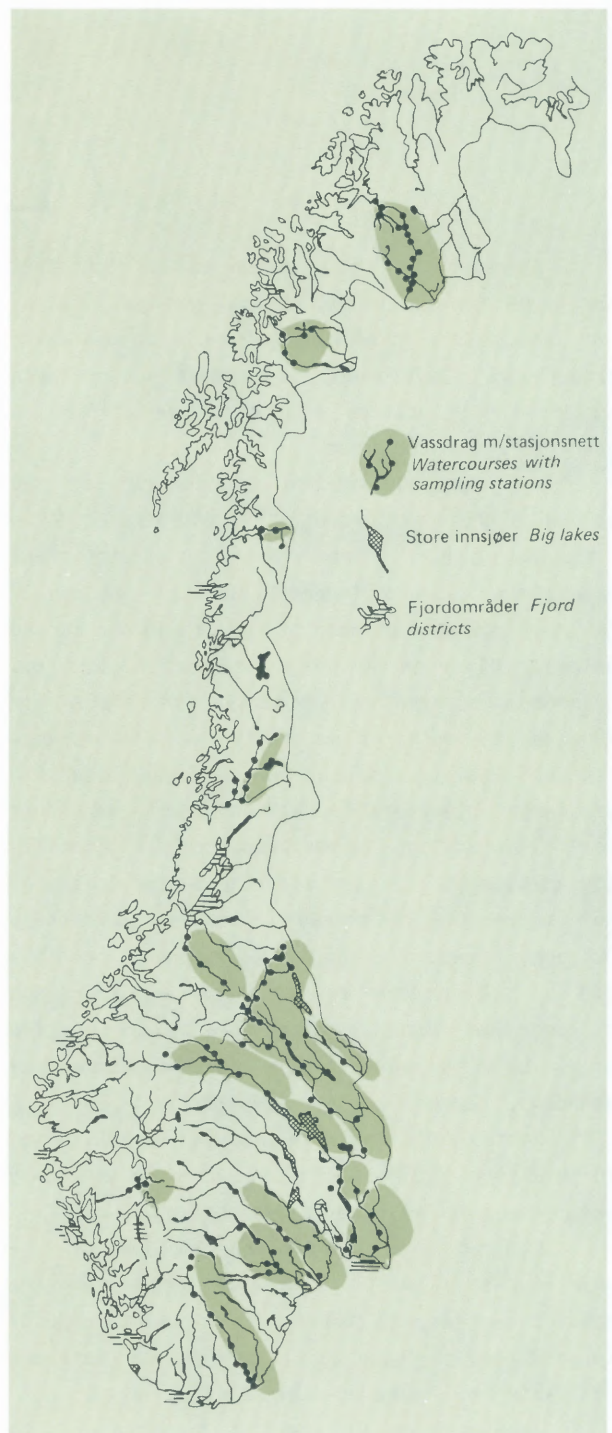 Vassdrag m/stasjonsnett
Watercourses with
sampling stations
Store innsjøer Big lakes
Fjordområder Fjord
districts